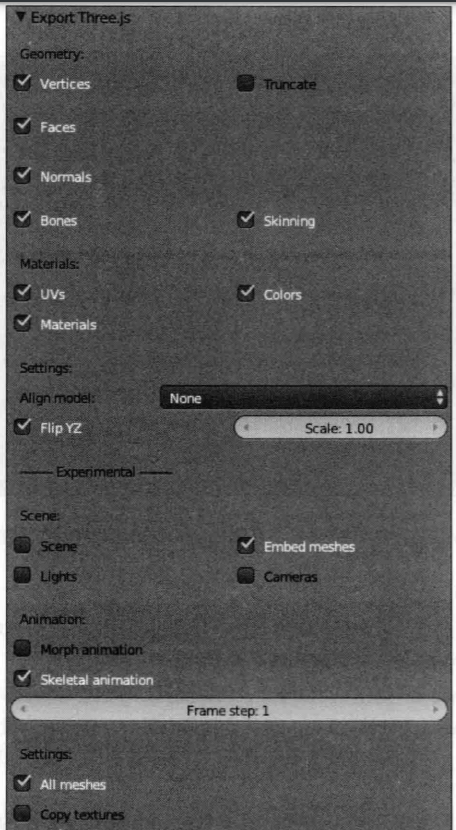 Export Three.js
Geometry:
Vertices Truncate
Faces
Normals
Bones Skinning
Materials:
UVs Colors
Materials
Settings:
Align model: None
Flip YZ Scale: 1.00
Experimental
Scene:
Scene Embed meshes
Lights Cameras
Animation:
Morph animation
Skeletal animation
Frame step: 1
Settings:
All meshes
Copy textures